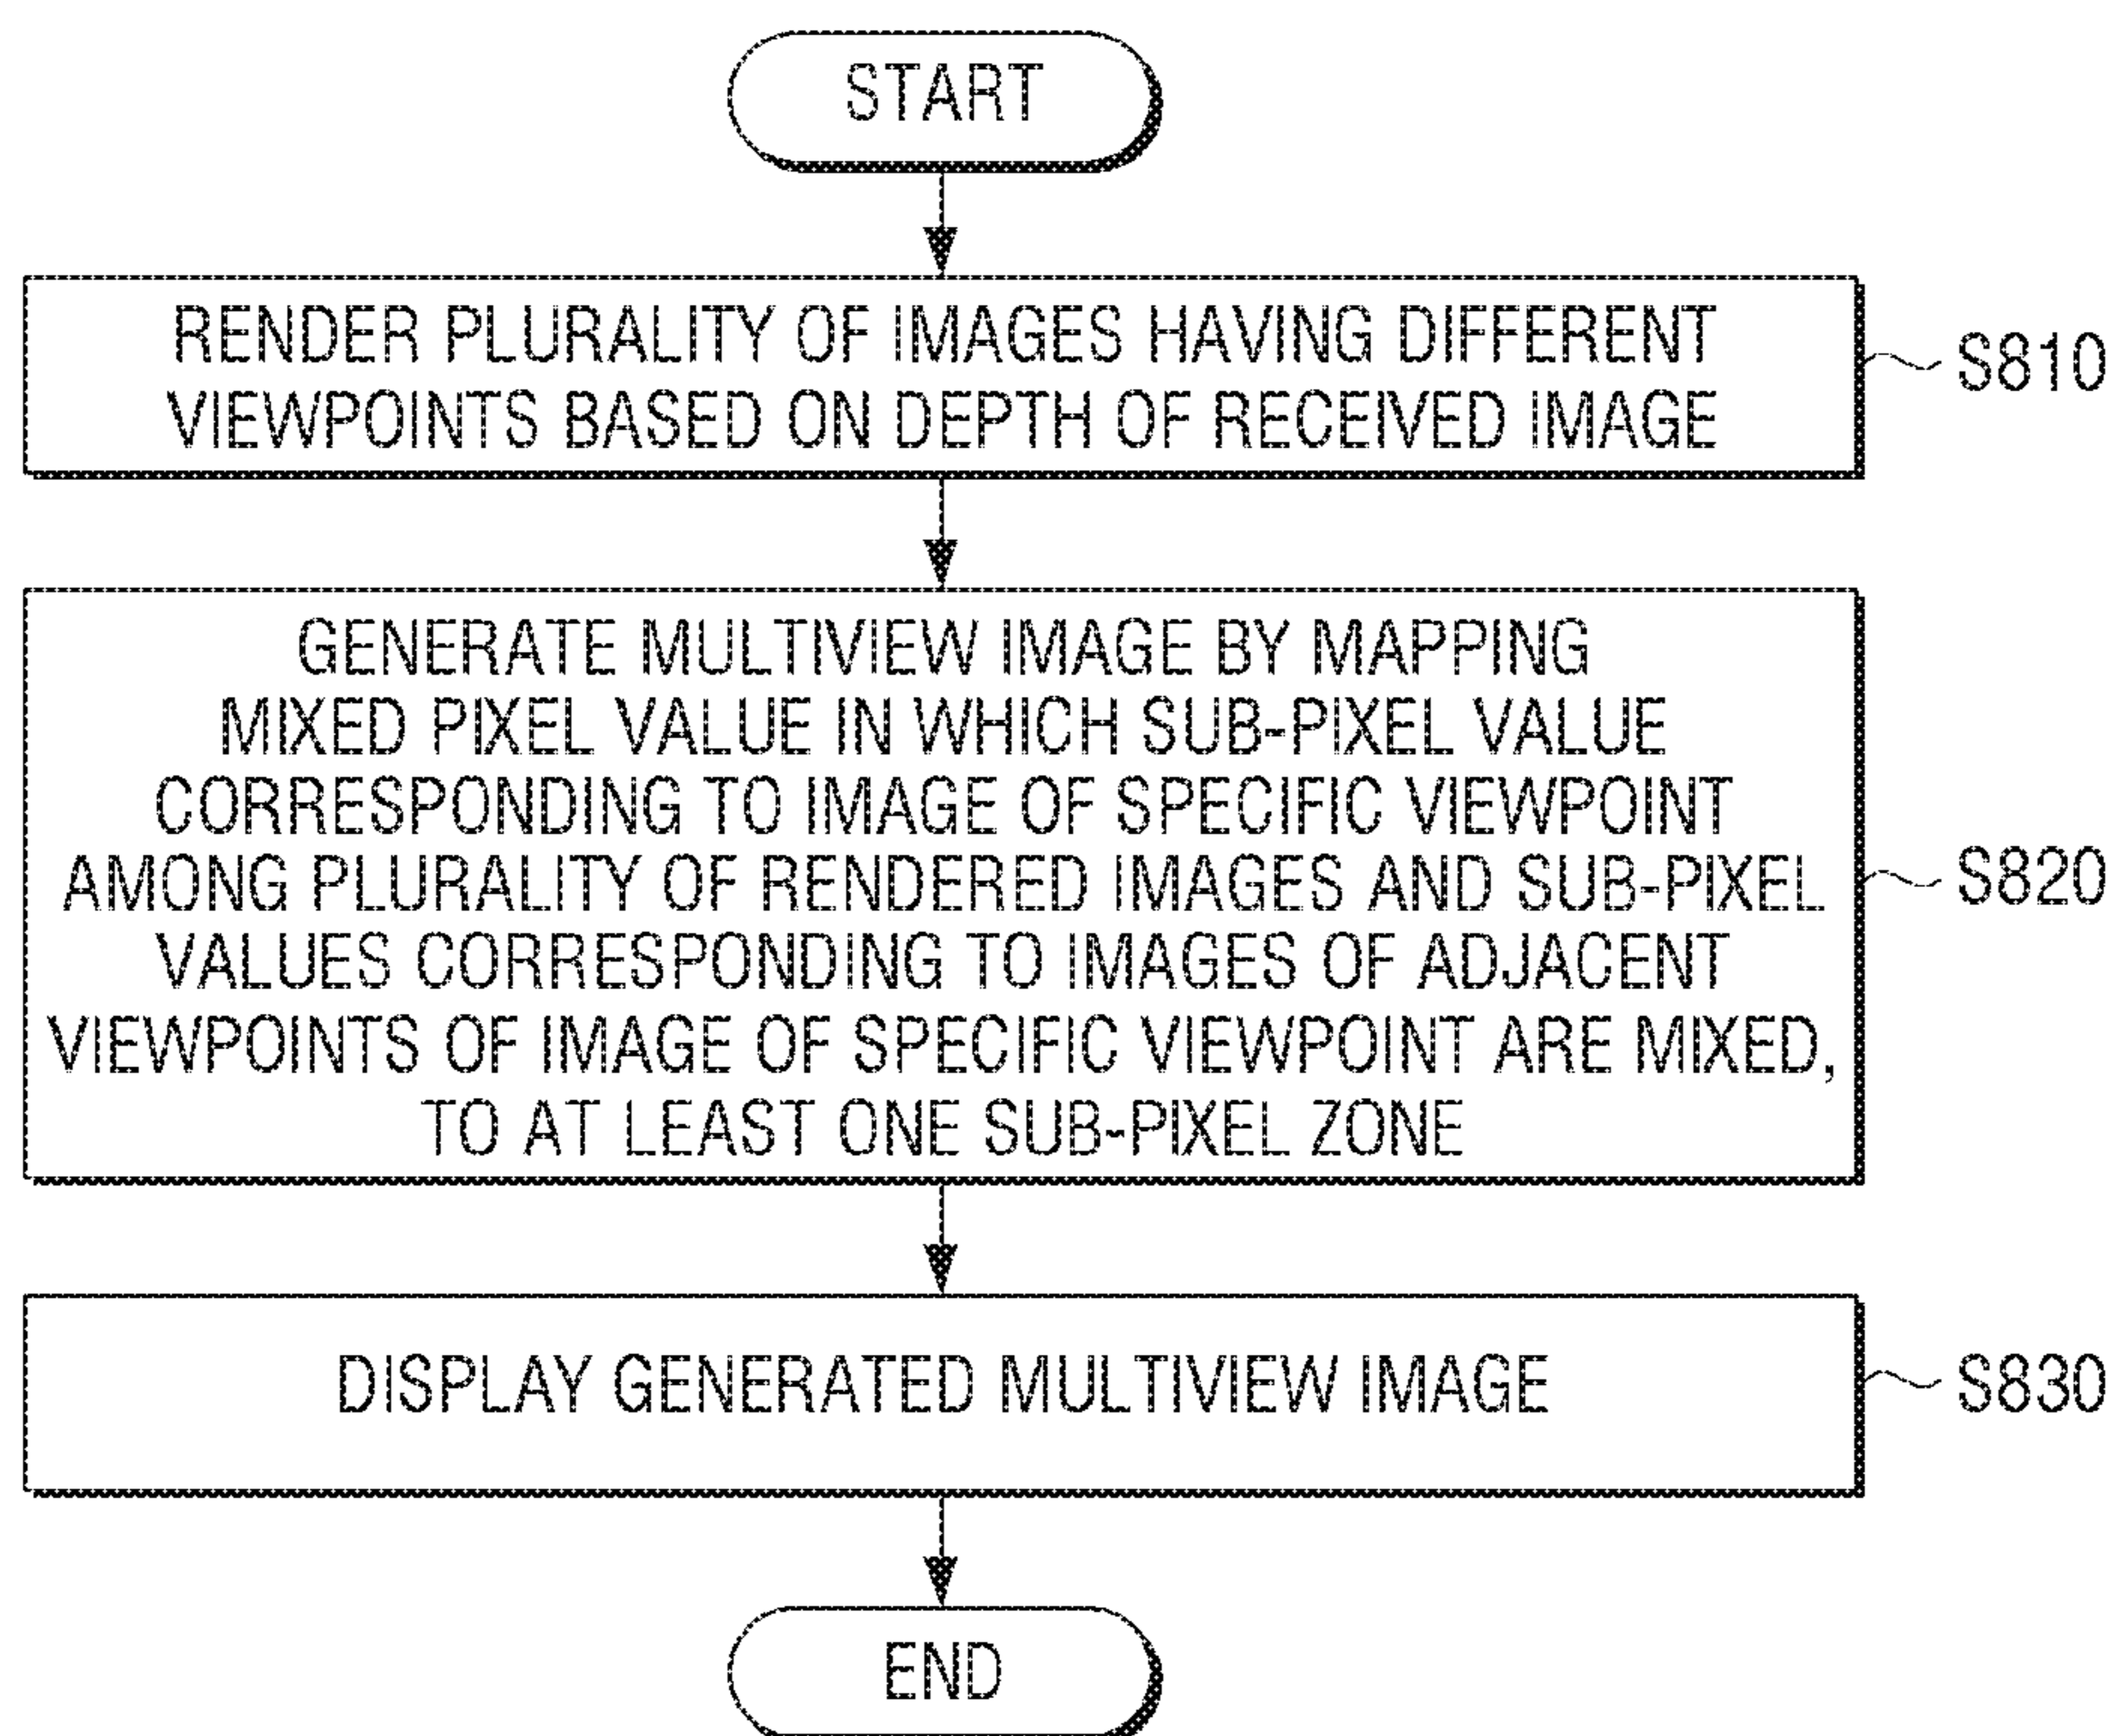 START
RENDER PLURALITY OF IMAGES HAVING DIFFERENT
VIEWPOINTS BASED ON DEPTH OF RECEIVED IMAGE
S810
GENERATE MULTIVIEW IMAGE BY MAPPING
MIXED PIXEL VALUE IN WHICH SUB-PIXEL VALUE
CORRESPONDING TO IMAGE OF SPECIFIC VIEWPOINT
AMONG PLURALITY OF RENDERED IMAGES AND SUB-PIXEL
VALUES CORRESPONDING TO IMAGES OF ADJACENT
VIEWPOINTS OF IMAGE OF SPECIFIC VIEWPOINT ARE MIXED,
TO AT LEAST ONE SUB-PIXEL ZONE
S820
DISPLAY GENERATED MULTIVIEW IMAGE
S830
END